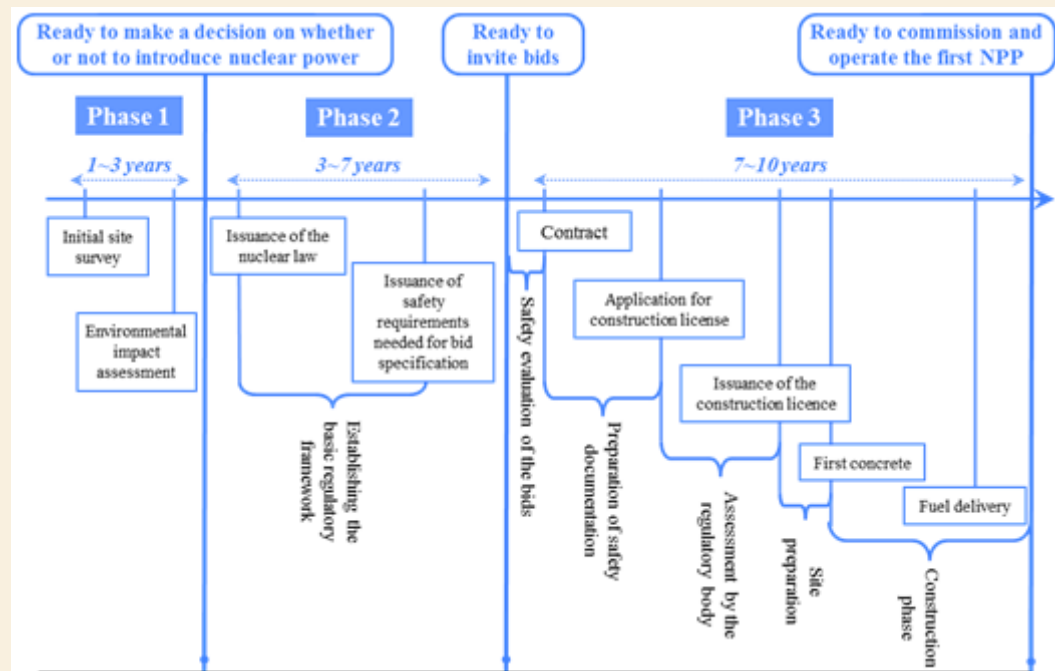 Ready to make a decision on whether
or not to introduce nuclear power
Ready to
invite bids
Ready to commission and
operate the first NPP
Phase 1
Phase 2
Phase 3
1~3 years
3~7 years
7~10 years
Initial site
survey
Environmental
impact
assessment
Issuance of the
nuclear law
Issuance of
safety
requirements
needed for bid
specification
Establishing the
basic regulatory
framework
Contract
Safety evaluation of the bids
Application for
construction license
Preparation of safety
documentation
Issuance of the
construction licence
Assessment by the
regulatory body
First concrete
Site
preparation
Fuel delivery
Construction
phase